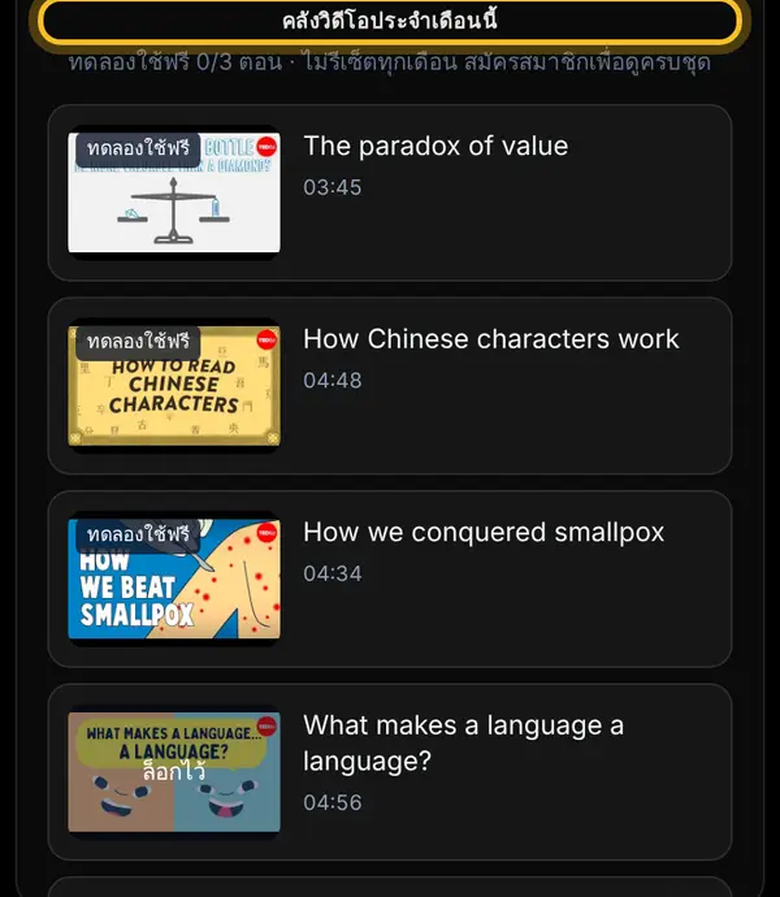 คลังวิดีโอประจำเดือนนี้
ทดลองใช้ฟรี 0/3 ตอน · ไม่รีเซ็ตทุกเดือน สมัครสมาชิกเพื่อดูครบชุด
ทดลองใช้ฟรี
BOTTLE
BE MORE VALUABLE THAN A DIAMOND?
The paradox of value
03:45
ทดลองใช้ฟรี
HOW TO READ
CHINESE
CHARACTERS
How Chinese characters work
04:48
ทดลองใช้ฟรี
HOW
WE BEAT
SMALLPOX
How we conquered smallpox
04:34
WHAT MAKES A LANGUAGE...
A LANGUAGE?
ล็อกไว้
What makes a language a
language?
04:56